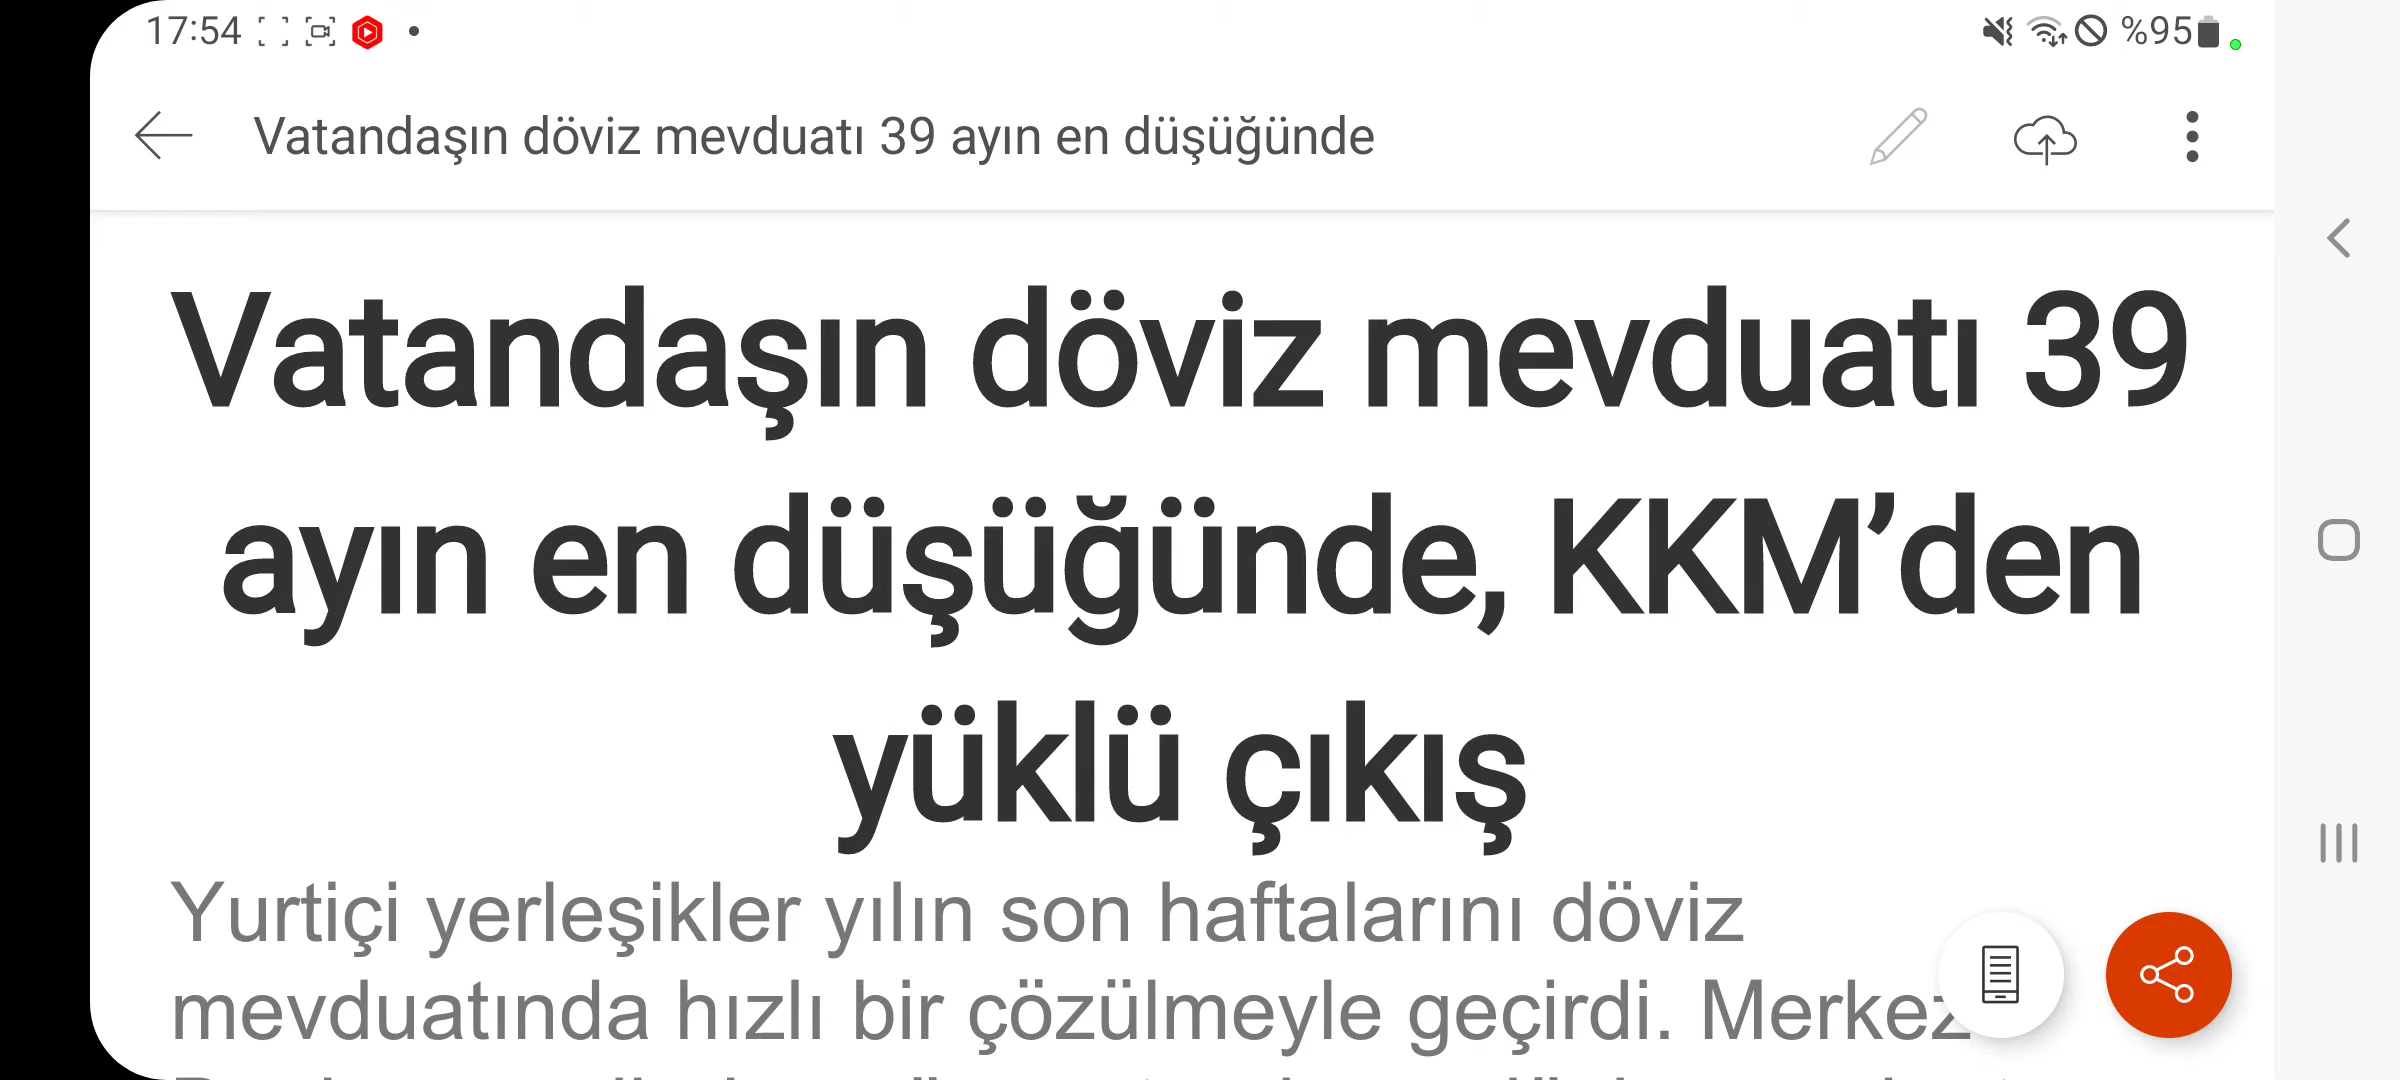 17:54
%95
Vatandaşın döviz mevduatı 39 ayın en düşüğünde
Vatandaşın döviz mevduatı 39
ayın en düşüğünde, KKM’den
yüklü çıkış
Yurtiçi yerleşikler yılın son haftalarını döviz
mevduatında hızlı bir çözülmeyle geçirdi. Merkez